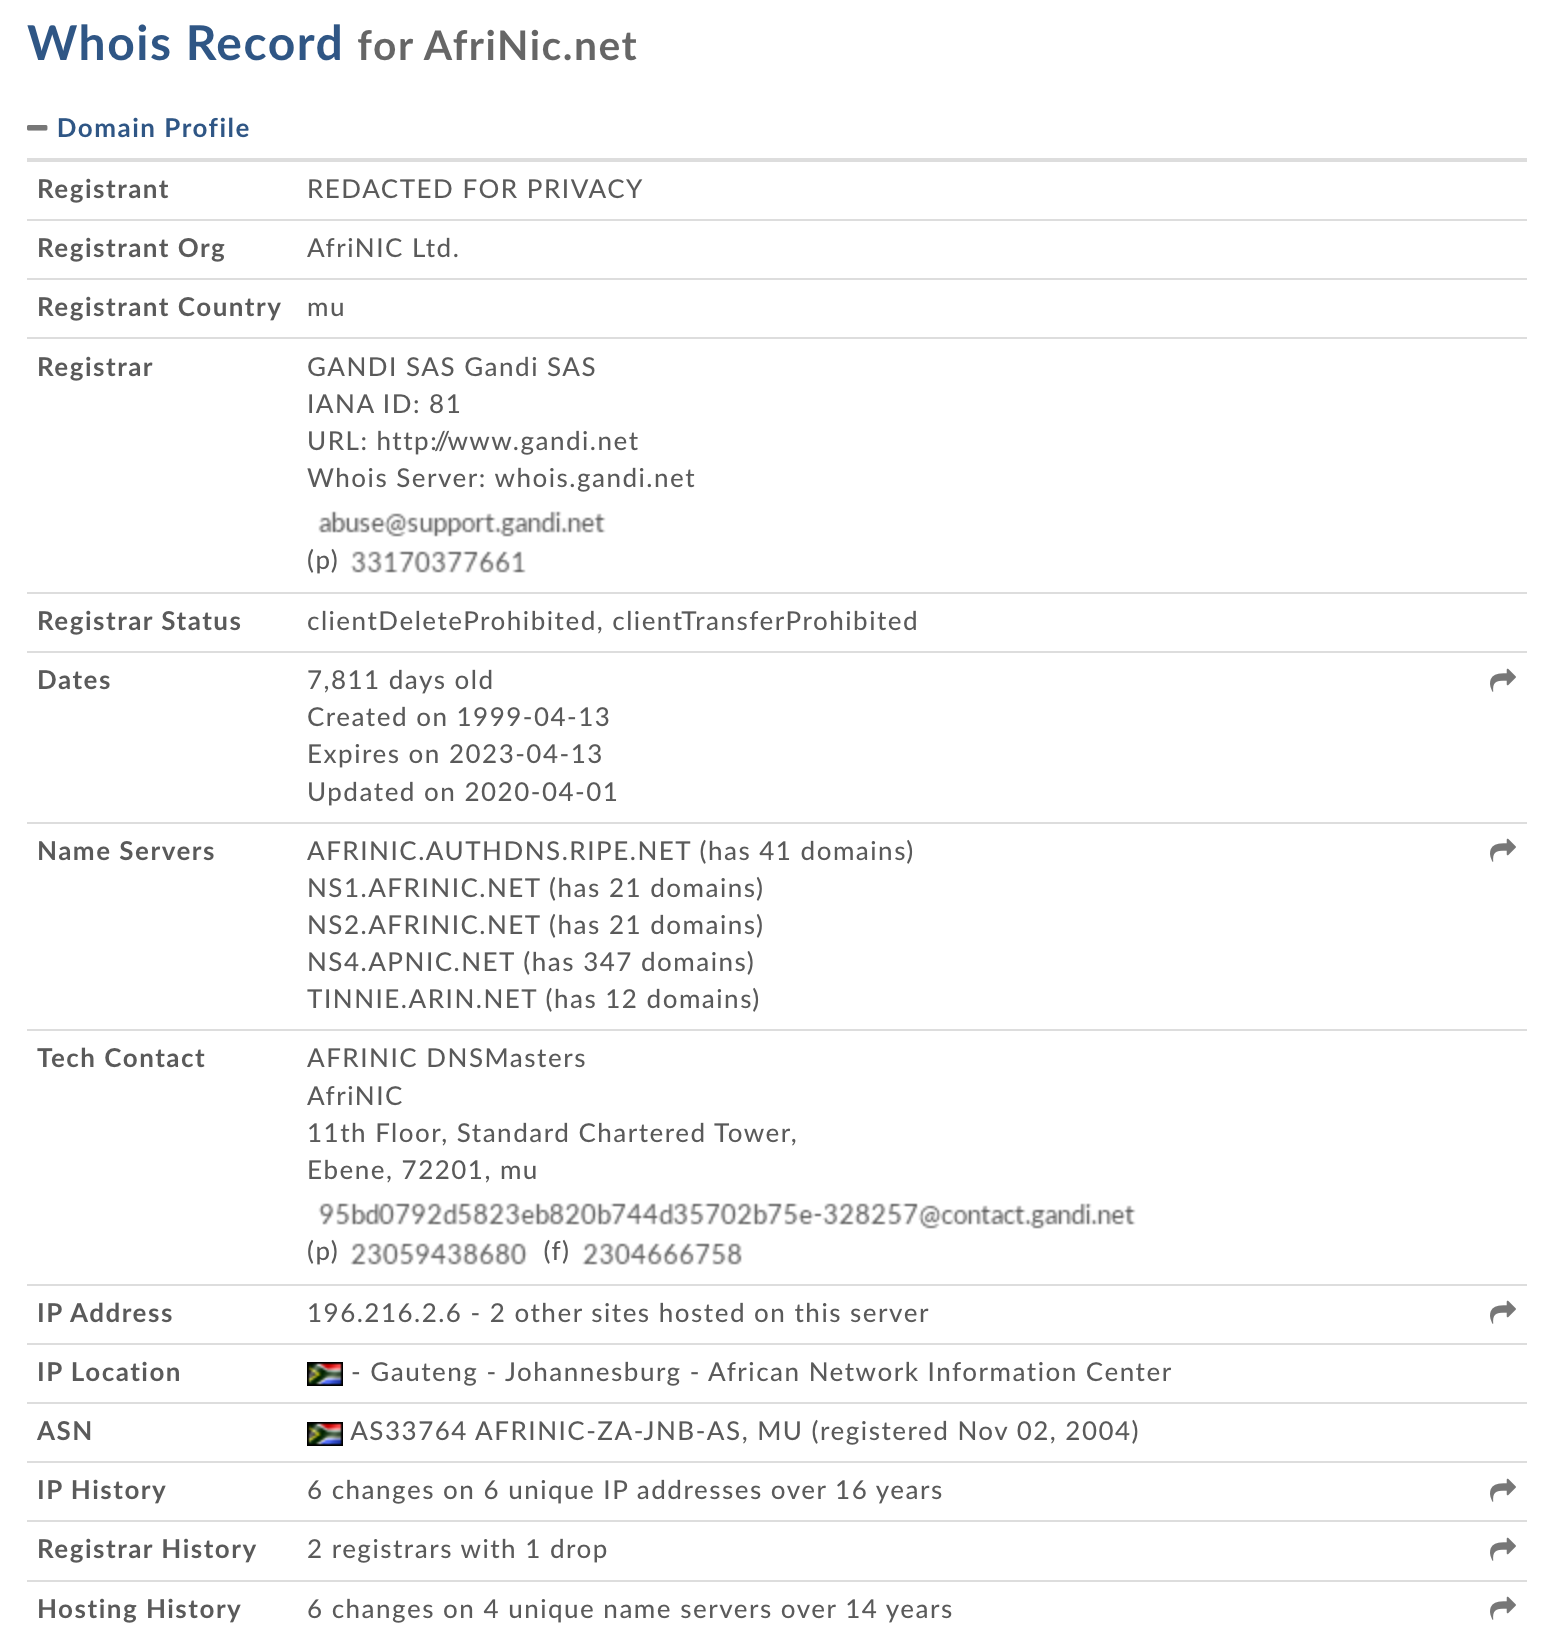 Whois Record for AfriNic.net
Domain Profile
Registrant REDACTED FOR PRIVACY
Registrant Org AfriNIC Ltd.
Registrant Country mu
Registrar GANDI SAS Gandi SAS
IANA ID: 81
URL: http://www.gandi.net
Whois Server: whois.gandi.net
abuse@support.gandi.net
(p) 33170377661
Registrar Status clientDeleteProhibited, clientTransferProhibited
Dates 7,811 days old
Created on 1999-04-13
Expires on 2023-04-13
Updated on 2020-04-01
Name Servers AFRINIC.AUTHDNS.RIPE.NET (has 41 domains)
NS1.AFRINIC.NET (has 21 domains)
NS2.AFRINIC.NET (has 21 domains)
NS4.APNIC.NET (has 347 domains)
TINNIE.ARIN.NET (has 12 domains)
Tech Contact AFRINIC DNSMasters
AfriNIC
11th Floor, Standard Chartered Tower,
Ebene, 72201, mu
95bd0792d5823eb820b744d35702b75e-328257@contact.gandi.net
(p) 23059438680 (f) 2304666758
IP Address 196.216.2.6 - 2 other sites hosted on this server
IP Location - Gauteng - Johannesburg - African Network Information Center
ASN AS33764 AFRINIC-ZA-JNB-AS, MU (registered Nov 02, 2004)
IP History 6 changes on 6 unique IP addresses over 16 years
Registrar History 2 registrars with 1 drop
Hosting History 6 changes on 4 unique name servers over 14 years